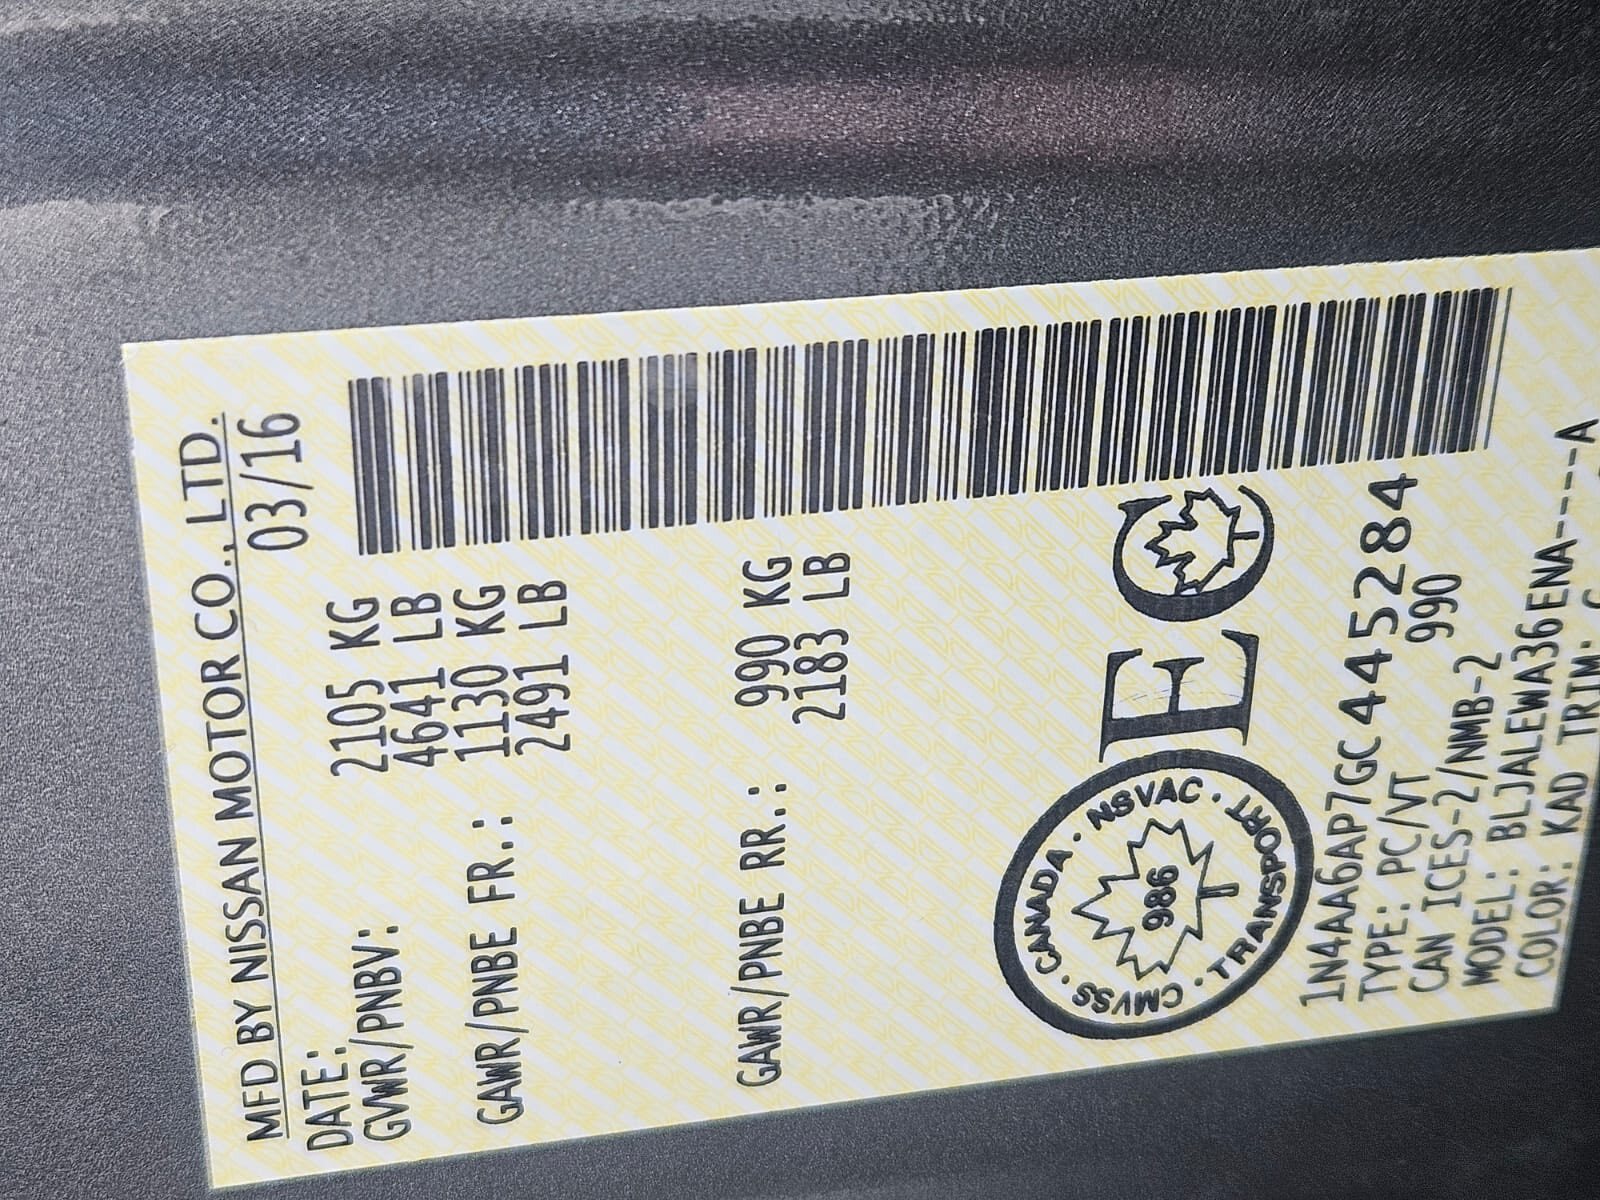 MFD BY NISSAN MOTOR CO., LTD.
DATE: 03/16
GVWR/PNBV: 2105 KG
4641 LB
GAWR/PNBE FR.: 1130 KG
2491 LB
GAWR/PNBE RR.: 990 KG
2183 LB
CANADA · NSVAC · TRANSPORT · CMVSS ·
986
EC
1N4AA6AP7GC445284
TYPE: PC/VT 990
CAN ICES-2/NMB-2
MODEL: BLJALEWA36ENA-----A
COLOR: KAD TRIM: